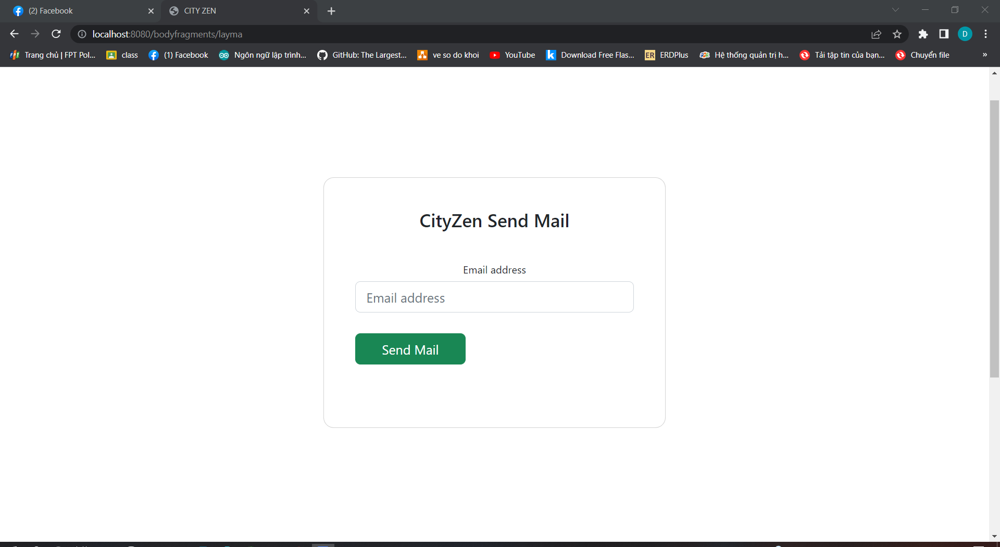 (2) Facebook
CITY ZEN
localhost:8080/bodyfragments/layma
D
Trang chủ | FPT Pol...
class
(1) Facebook
Ngôn ngữ lập trình...
GitHub: The Largest...
ve so do khoi
YouTube
k
Download Free Flas...
ER
ERDPlus
Hệ thống quản trị h...
Tải tập tin của bạn...
Chuyển file
»
CityZen Send Mail
Email address
Email address
Send Mail